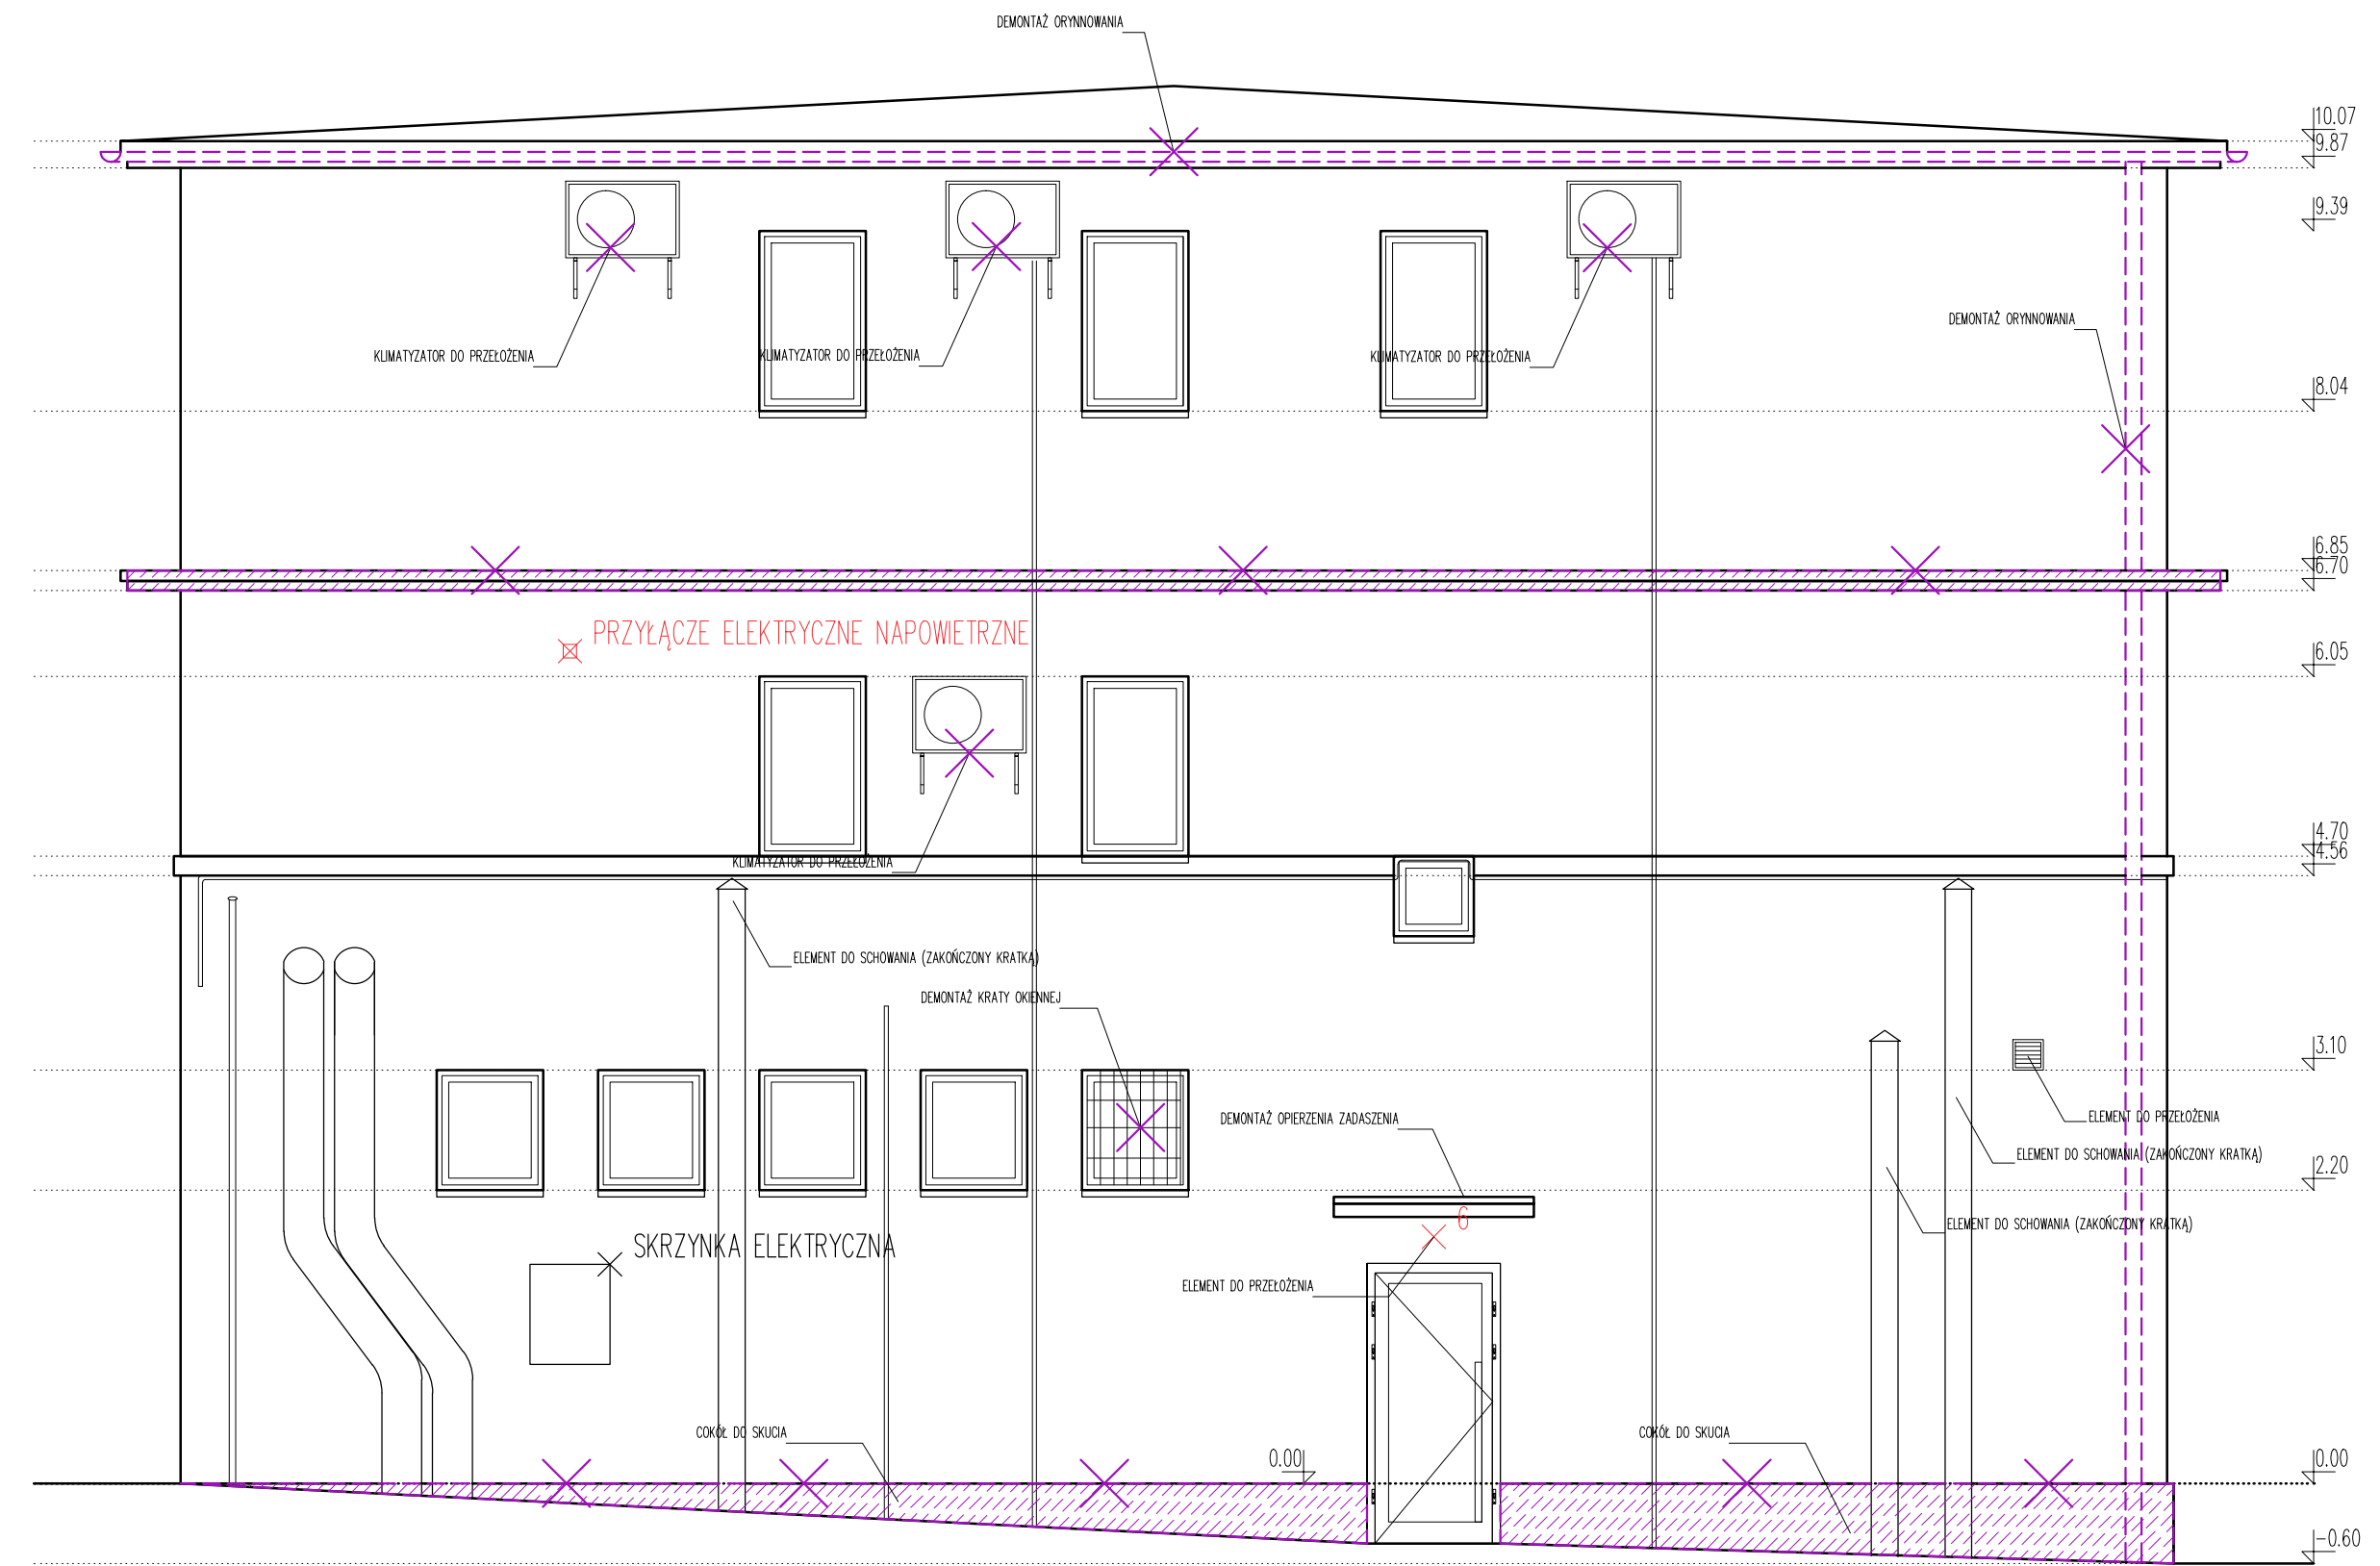 DEMONTAŻ ORYNNOWANIA
10.07
9.87
9.39
DEMONTAŻ ORYNNOWANIA
KLIMATYZATOR DO PRZEŁOŻENIA
KLIMATYZATOR DO PRZEŁOŻENIA
KLIMATYZATOR DO PRZEŁOŻENIA
8.04
6.85
6.70
PRZYŁĄCZE ELEKTRYCZNE NAPOWIETRZNE
6.05
4.70
4.56
KLIMATYZATOR DO PRZEŁOŻENIA
ELEMENT DO SCHOWANIA (ZAKOŃCZONY KRATKĄ)
DEMONTAŻ KRATY OKIENNEJ
3.10
DEMONTAŻ OPIERZENIA ZADASZENIA
ELEMENT DO PRZEŁOŻENIA
ELEMENT DO SCHOWANIA (ZAKOŃCZONY KRATKĄ)
2.20
6
ELEMENT DO SCHOWANIA (ZAKOŃCZONY KRATKĄ)
SKRZYNKA ELEKTRYCZNA
ELEMENT DO PRZEŁOŻENIA
COKÓŁ DO SKUCIA
COKÓŁ DO SKUCIA
0.00
0.00
-0.60